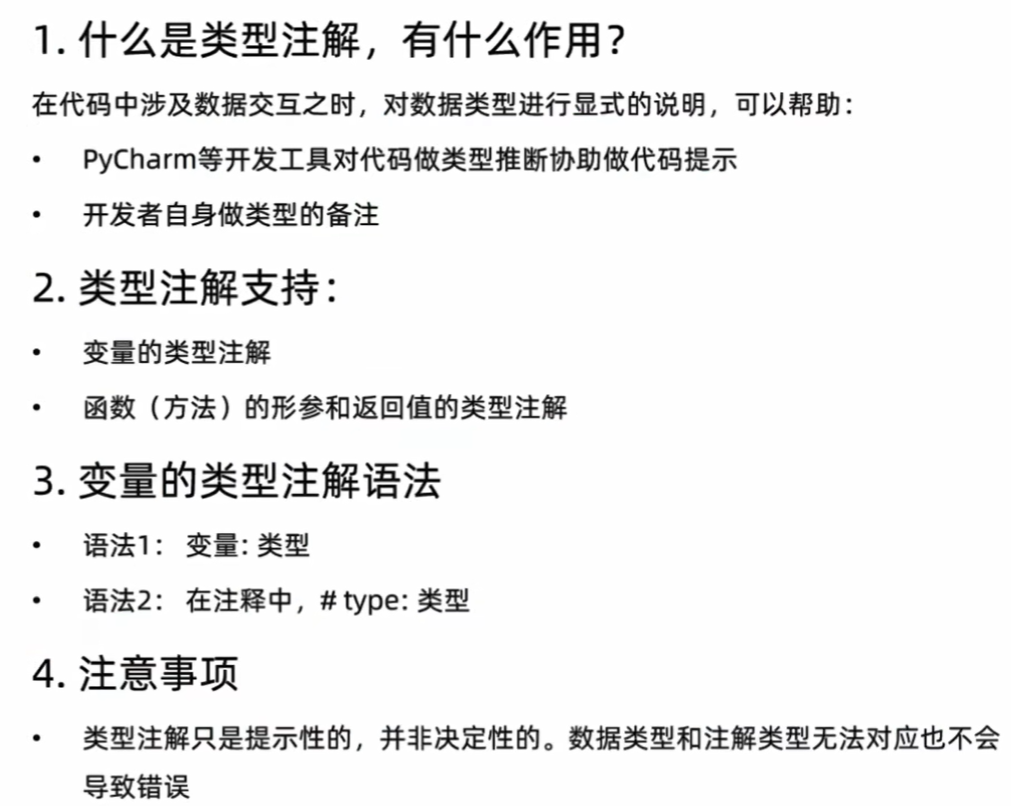 1. 什么是类型注解，有什么作用？
在代码中涉及数据交互之时，对数据类型进行显式的说明，可以帮助：
• PyCharm等开发工具对代码做类型推断协助做代码提示
• 开发者自身做类型的备注
2. 类型注解支持：
• 变量的类型注解
• 函数（方法）的形参和返回值的类型注解
3. 变量的类型注解语法
• 语法1： 变量: 类型
• 语法2： 在注释中，# type: 类型
4. 注意事项
• 类型注解只是提示性的，并非决定性的。数据类型和注解类型无法对应也不会
导致错误